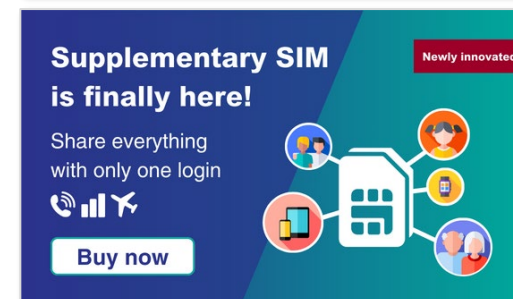 Supplementary SIM
is finally here!
Newly innovated
Share everything
with only one login
Buy now